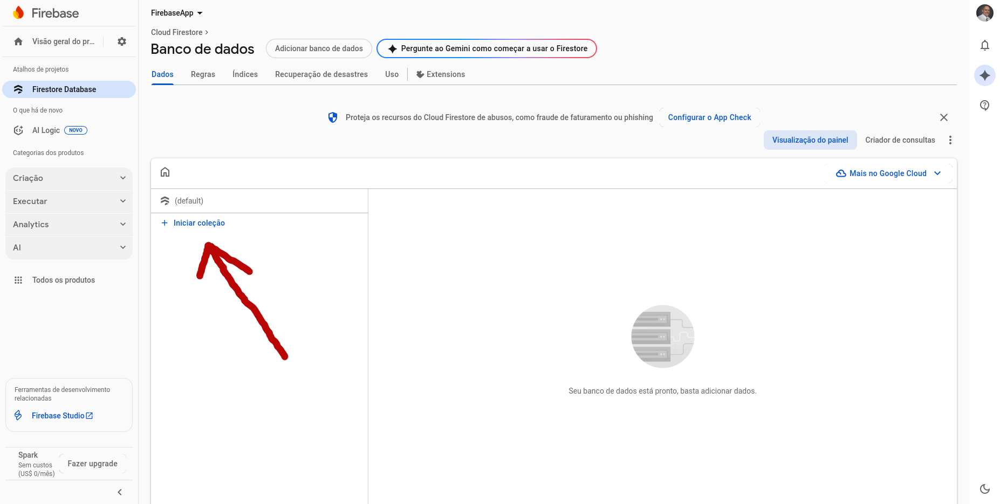 Firebase
Visão geral do pr...
Atalhos de projetos
Firestore Database
O que há de novo
AI Logic NOVO
Categorias dos produtos
Criação
Executar
Analytics
AI
Todos os produtos
Ferramentas de desenvolvimento
relacionadas
Firebase Studio
Spark
Sem custos
(US$ 0/mês)
Fazer upgrade
FirebaseApp
Cloud Firestore
Banco de dados
Adicionar banco de dados
Pergunte ao Gemini como começar a usar o Firestore
Dados
Regras
Índices
Recuperação de desastres
Uso
Extensions
Proteja os recursos do Cloud Firestore de abusos, como fraude de faturamento ou phishing
Configurar o App Check
Visualização do painel
Criador de consultas
Mais no Google Cloud
(default)
+ Iniciar coleção
Seu banco de dados está pronto, basta adicionar dados.